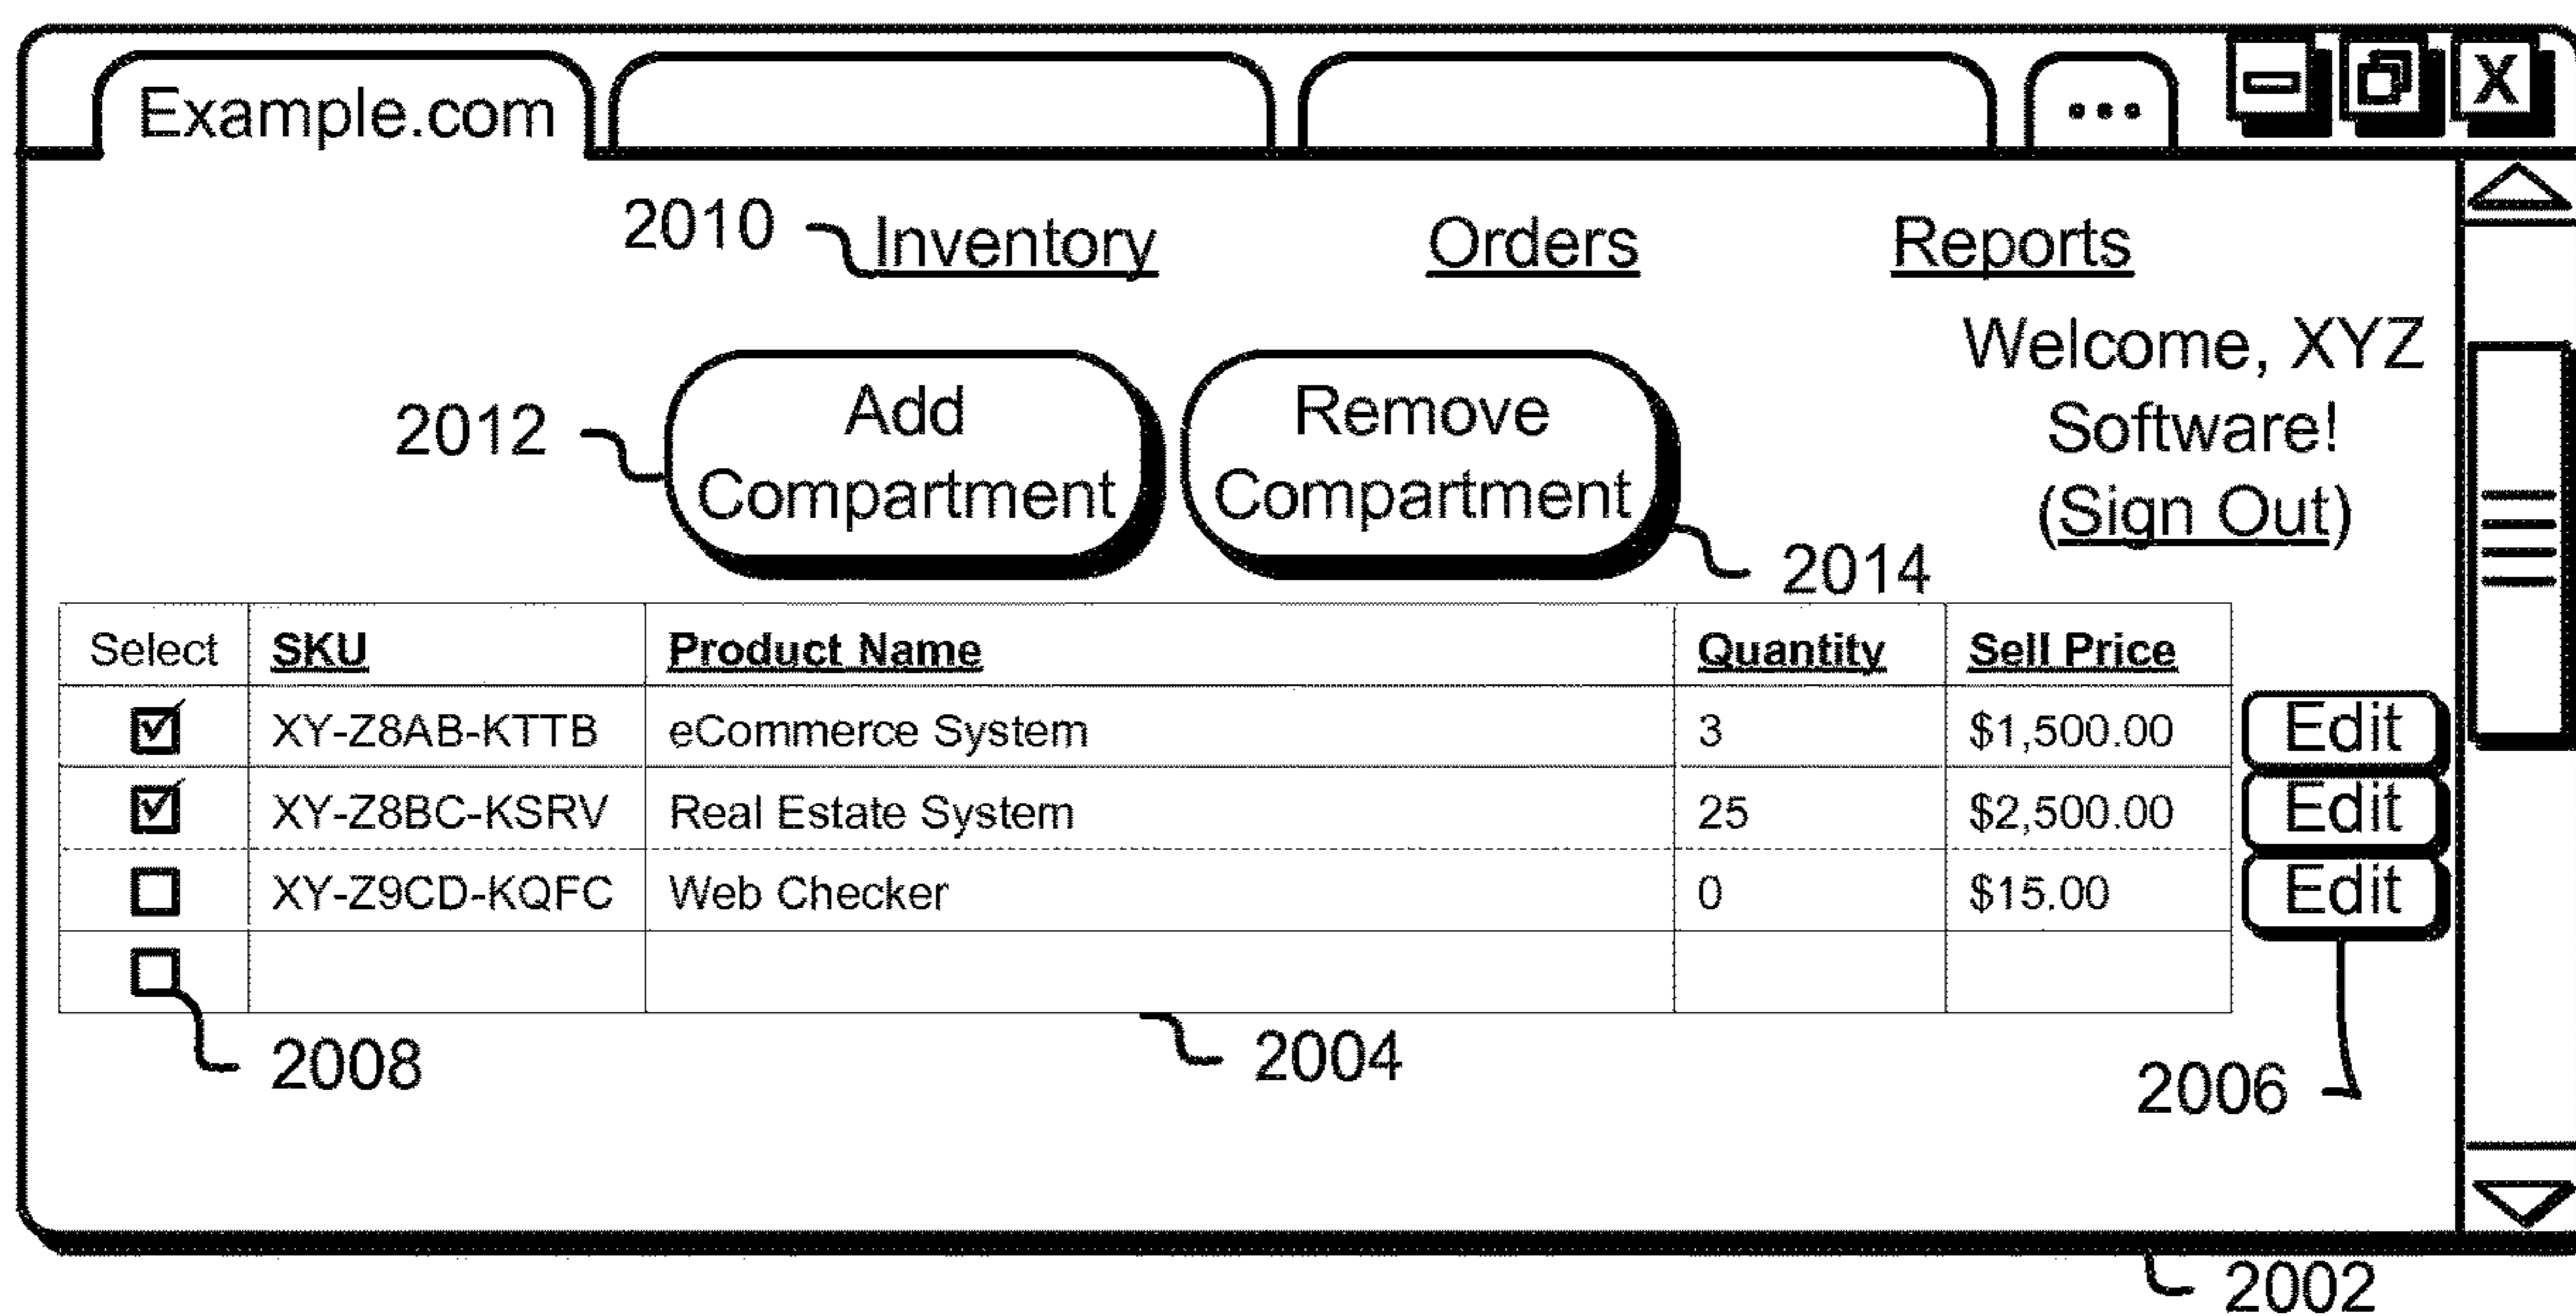 Example.com
...
X
2010 Inventory Orders Reports
Welcome, XYZ
Software!
(Sign Out)
2012
Add
Compartment
Remove
Compartment
2014
Select SKU Product Name Quantity Sell Price
XY-Z8AB-KTTB eCommerce System 3 $1,500.00 Edit
XY-Z8BC-KSRV Real Estate System 25 $2,500.00 Edit
XY-Z9CD-KQFC Web Checker 0 $15.00 Edit
2008 2004 2006
2002